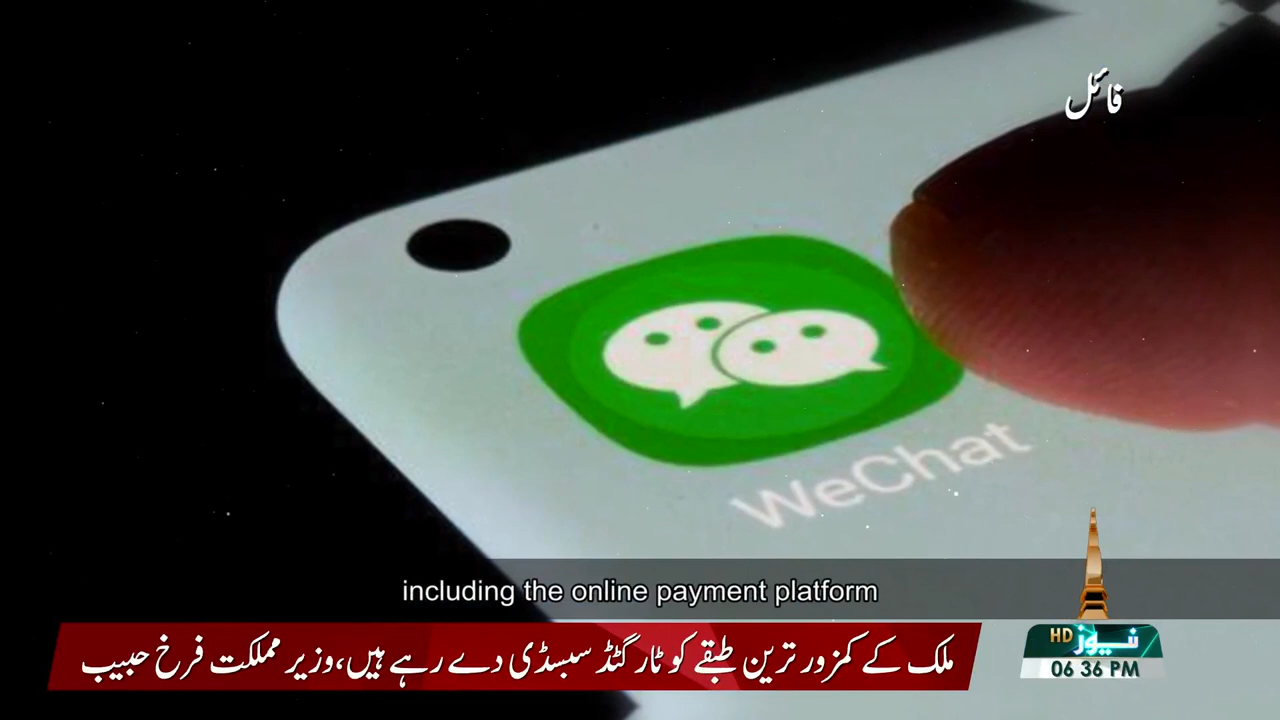 فائل
WeChat
including the online payment platform
ملک کے کمزور ترین طبقے کو ٹارگٹڈ سبسڈی دے رہے ہیں،وزیر مملکت فرخ حبیب
HD نیوز
06 36 PM